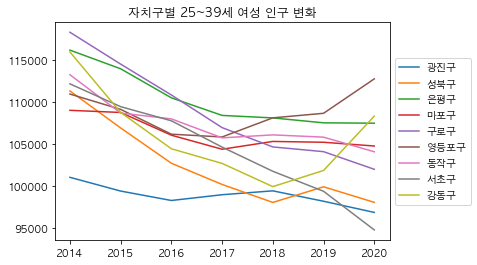 자치구별 25~39세 여성 인구 변화
115000
110000
105000
100000
95000
2014 2015 2016 2017 2018 2019 2020
광진구
성북구
은평구
마포구
구로구
영등포구
동작구
서초구
강동구